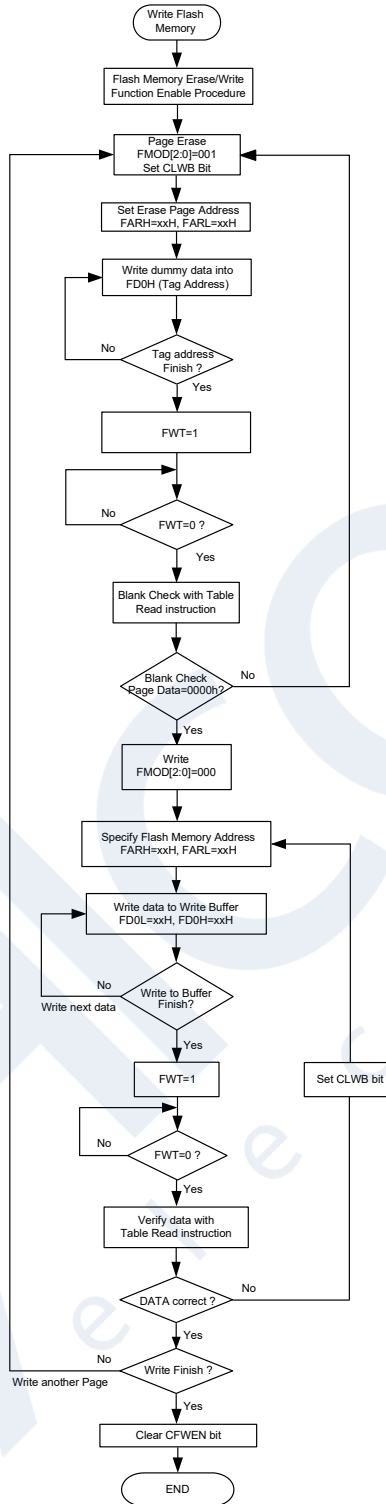 Write Flash
Memory
Flash Memory Erase/Write
Function Enable Procedure
Page Erase
FMOD[2:0]=001
Set CLWB Bit
Set Erase Page Address
FARH=xxH, FARL=xxH
Write dummy data into
FD0H (Tag Address)
No
Tag address
Finish ?
Yes
FWT=1
No
FWT=0 ?
Yes
Blank Check with Table
Read instruction
Blank Check
Page Data=0000h?
No
Yes
Write
FMOD[2:0]=000
Specify Flash Memory Address
FARH=xxH, FARL=xxH
Write data to Write Buffer
FD0L=xxH, FD0H=xxH
No
Write next data
Write to Buffer
Finish?
Yes
FWT=1
Set CLWB bit
No
FWT=0 ?
Yes
Verify data with
Table Read instruction
DATA correct ?
No
Yes
No
Write another Page
Write Finish ?
Yes
Clear CFWEN bit
END